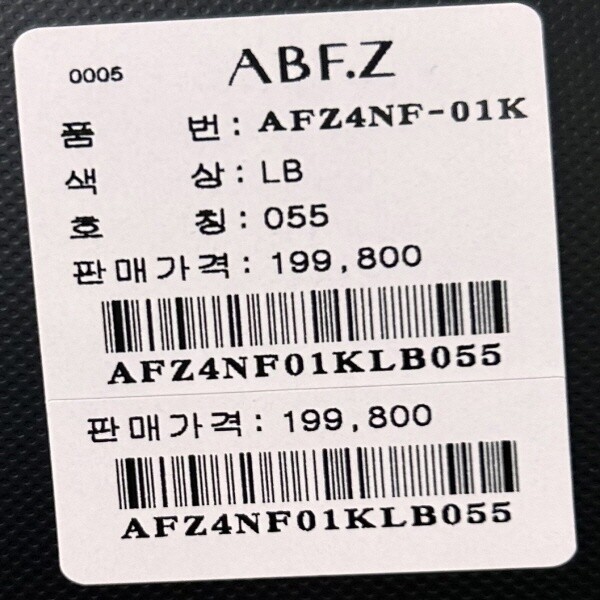 0005 ABF.Z
품 번 : AFZ4NF-01K
색 상 : LB
호 칭 : 055
판매가격 : 199,800
AFZ4NF01KLB055
판매가격 : 199,800
AFZ4NF01KLB055